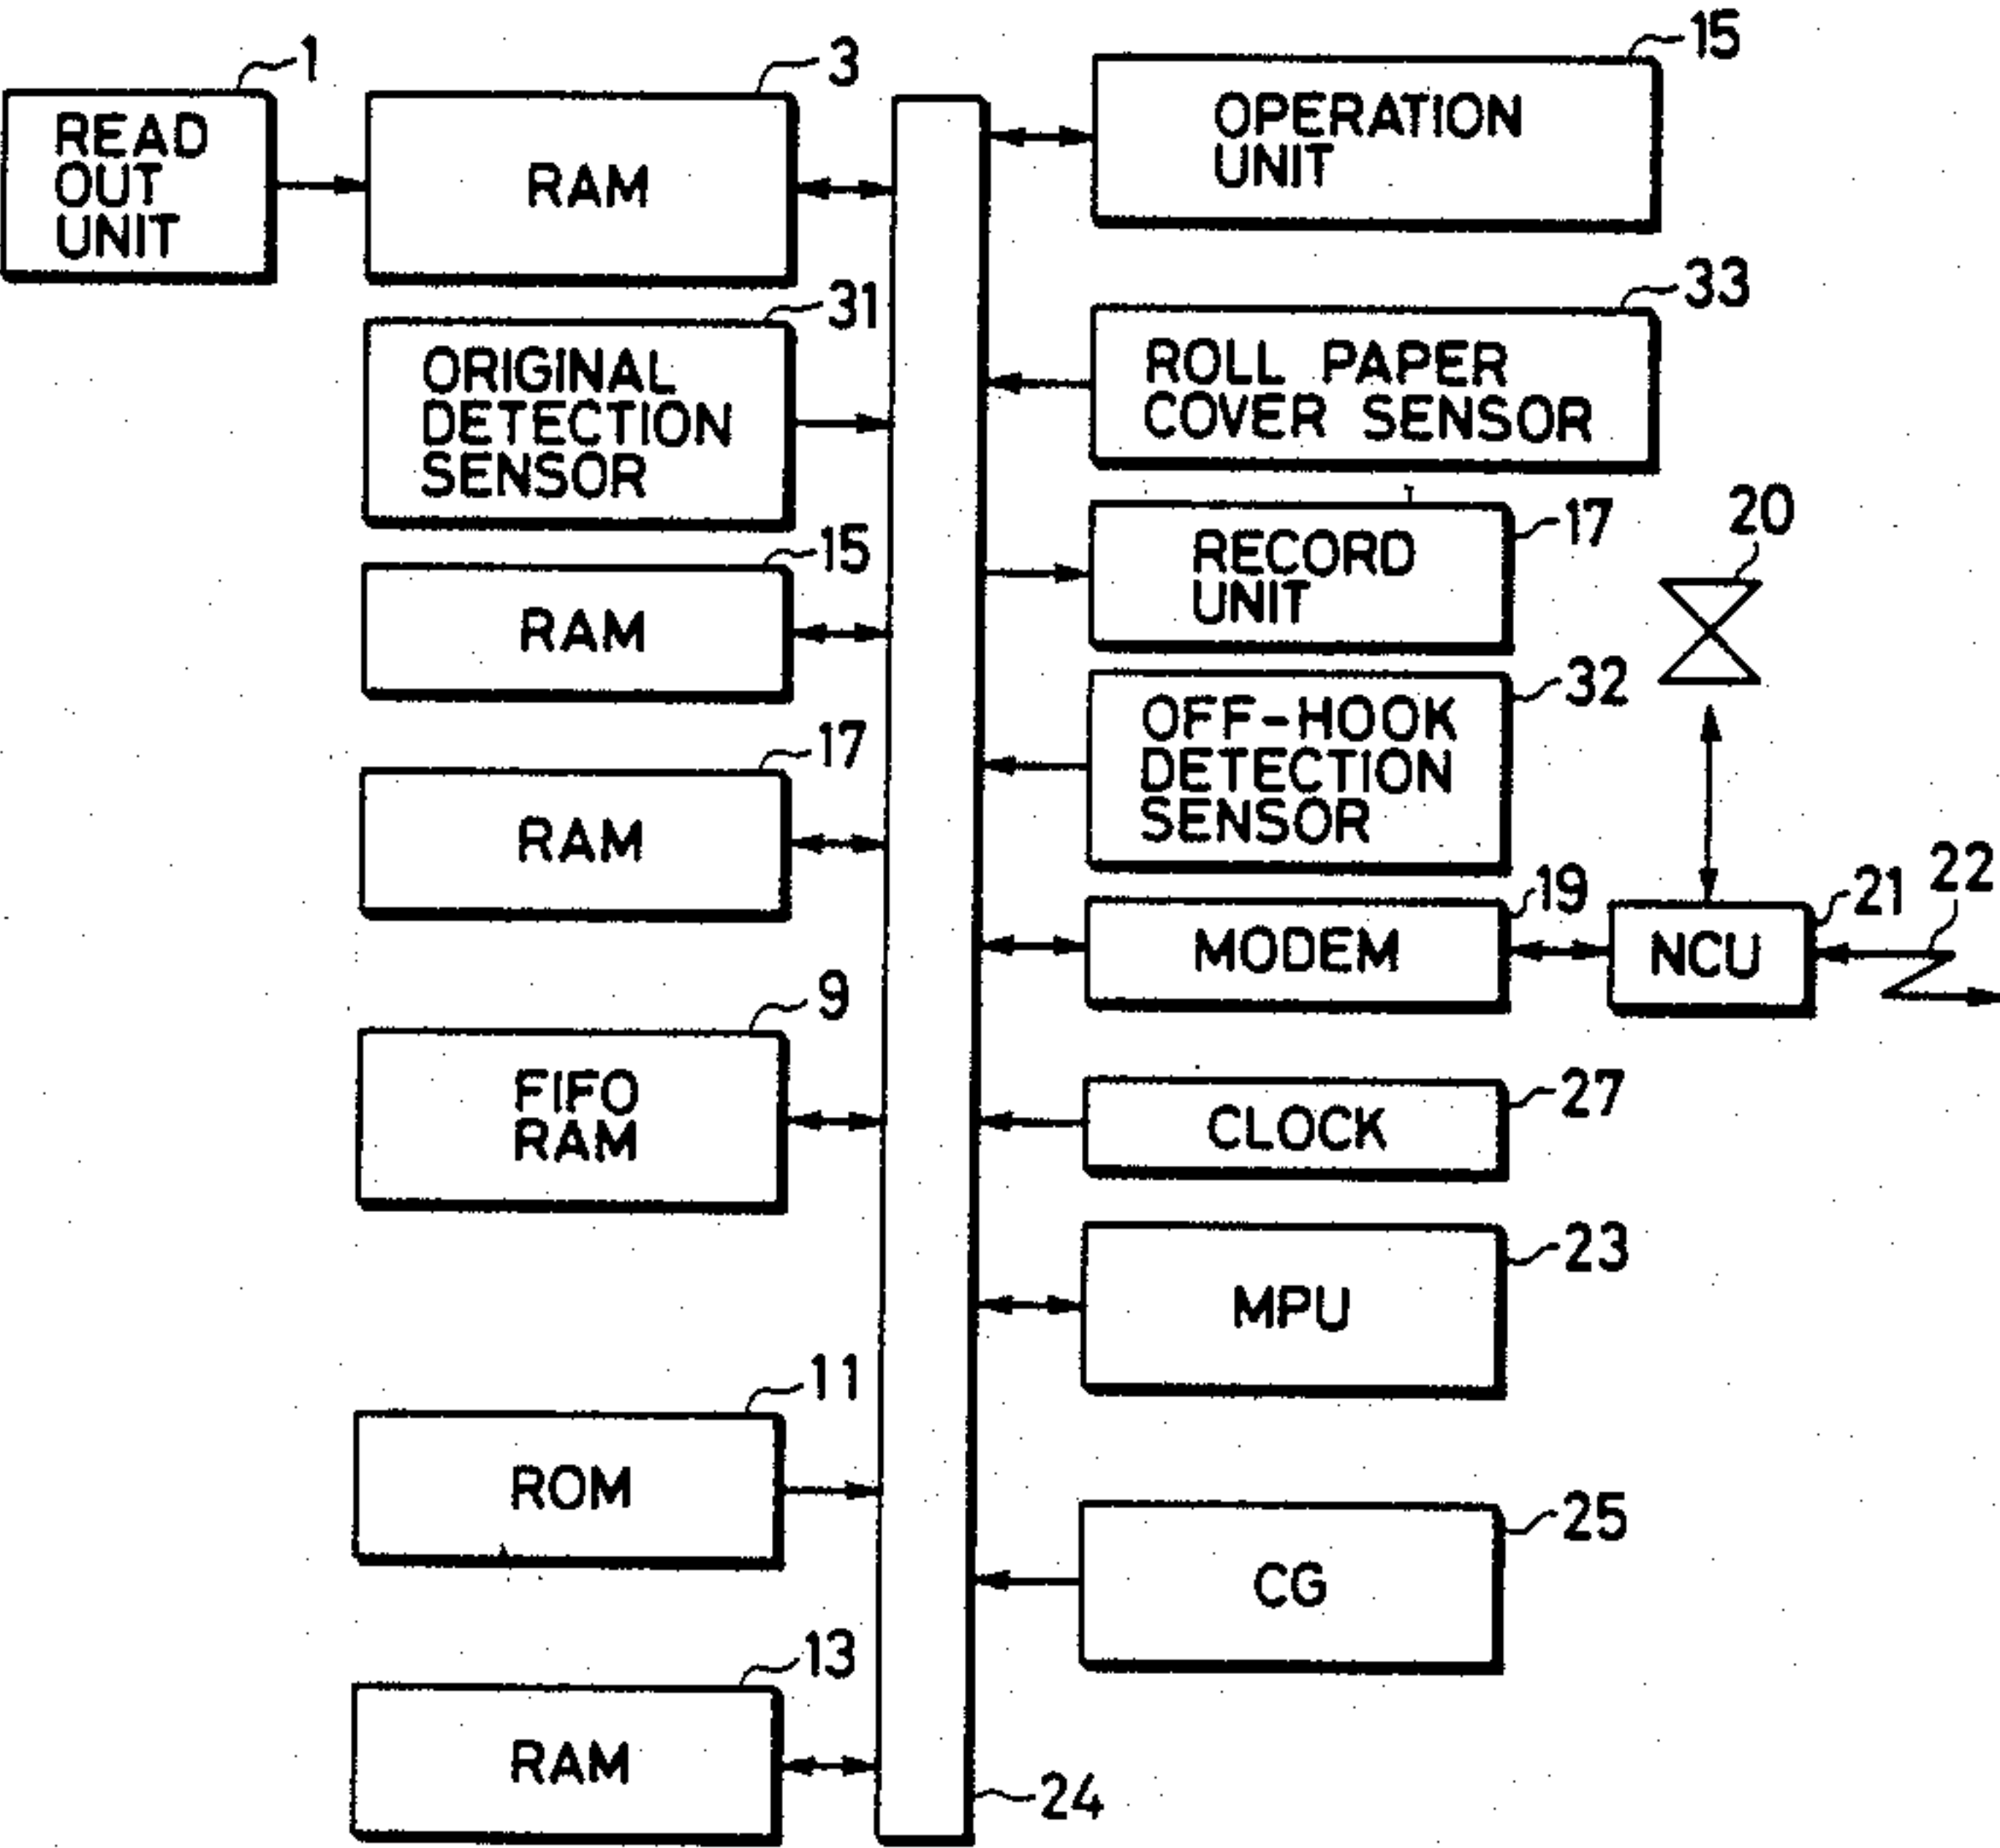 1
READ
OUT
UNIT
3
RAM
31
ORIGINAL
DETECTION
SENSOR
15
RAM
17
RAM
9
FIFO
RAM
11
ROM
13
RAM
24
15
OPERATION
UNIT
33
ROLL PAPER
COVER SENSOR
17
RECORD
UNIT
20
32
OFF-HOOK
DETECTION
SENSOR
19
MODEM
21
NCU
22
27
CLOCK
23
MPU
25
CG